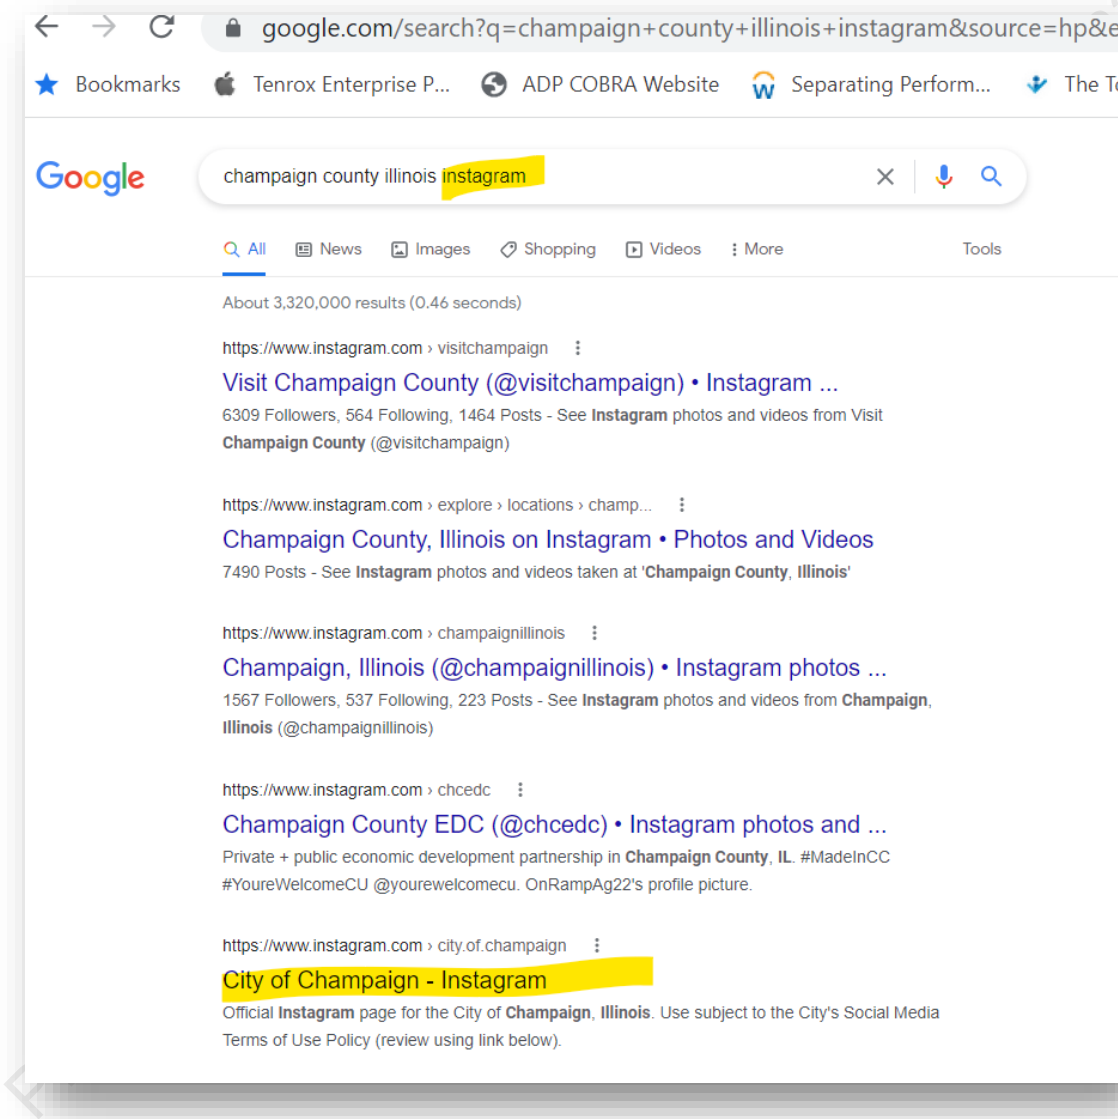 google.com/search?q=champaign+county+illinois+instagram&source=hp&e
Bookmarks Tenrox Enterprise P... ADP COBRA Website Separating Perform... The To
Google champaign county illinois instagram
All News Images Shopping Videos More Tools
About 3,320,000 results (0.46 seconds)
https://www.instagram.com › visitchampaign
Visit Champaign County (@visitchampaign) • Instagram ...
6309 Followers, 564 Following, 1464 Posts - See Instagram photos and videos from Visit
Champaign County (@visitchampaign)
https://www.instagram.com › explore › locations › champ...
Champaign County, Illinois on Instagram • Photos and Videos
7490 Posts - See Instagram photos and videos taken at 'Champaign County, Illinois'
https://www.instagram.com › champaignillinois
Champaign, Illinois (@champaignillinois) • Instagram photos ...
1567 Followers, 537 Following, 223 Posts - See Instagram photos and videos from Champaign,
Illinois (@champaignillinois)
https://www.instagram.com › chcedc
Champaign County EDC (@chcedc) • Instagram photos and ...
Private + public economic development partnership in Champaign County, IL. #MadeInCC
#YoureWelcomeCU @yourewelcomecu. OnRampAg22's profile picture.
https://www.instagram.com › city.of.champaign
City of Champaign - Instagram
Official Instagram page for the City of Champaign, Illinois. Use subject to the City's Social Media
Terms of Use Policy (review using link below).